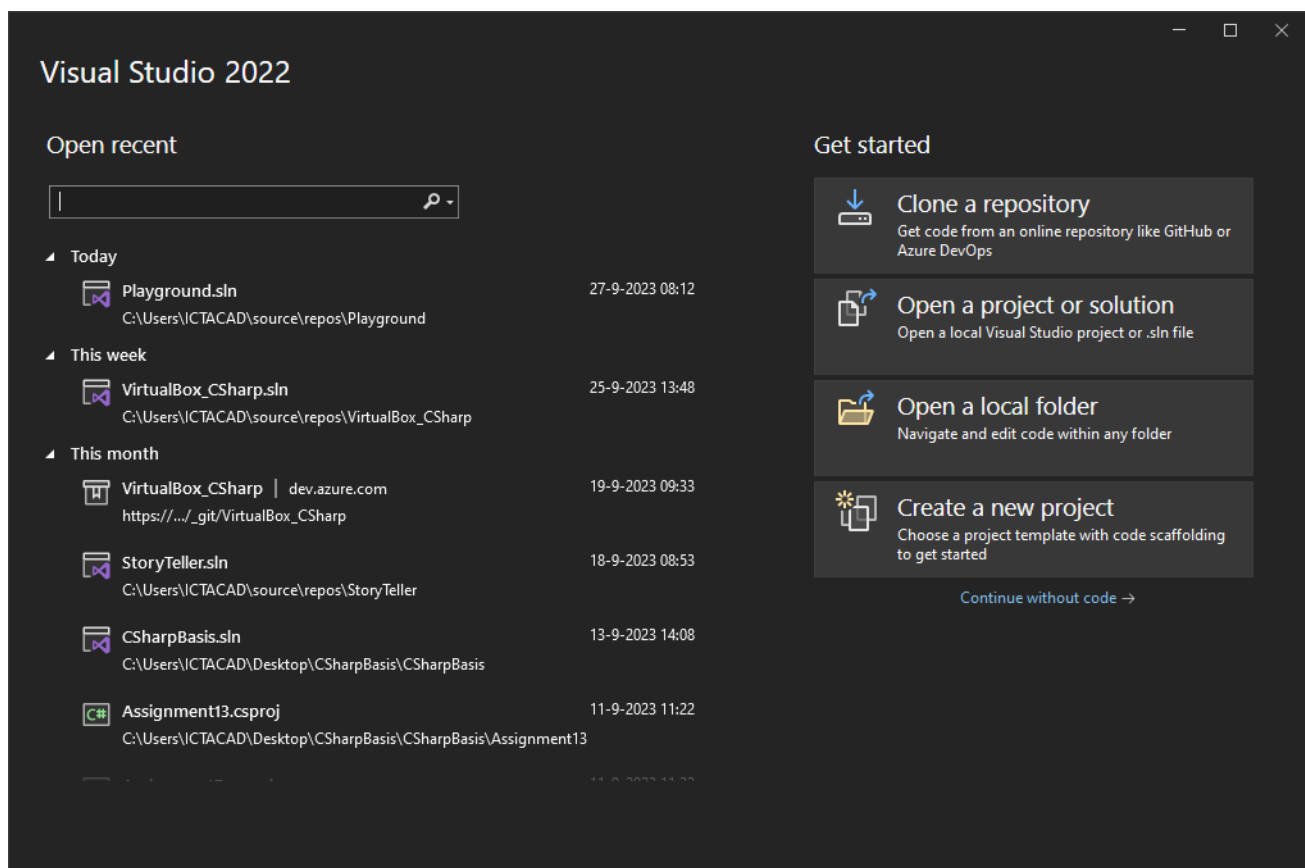 Visual Studio 2022
Open recent
Today
Playground.sln 27-9-2023 08:12
C:\Users\ICTACAD\source\repos\Playground
This week
VirtualBox_CSharp.sln 25-9-2023 13:48
C:\Users\ICTACAD\source\repos\VirtualBox_CSharp
This month
VirtualBox_CSharp | dev.azure.com 19-9-2023 09:33
https://.../_git/VirtualBox_CSharp
StoryTeller.sln 18-9-2023 08:53
C:\Users\ICTACAD\source\repos\StoryTeller
CSharpBasis.sln 13-9-2023 14:08
C:\Users\ICTACAD\Desktop\CSharpBasis\CSharpBasis
C# Assignment13.csproj 11-9-2023 11:22
C:\Users\ICTACAD\Desktop\CSharpBasis\CSharpBasis\Assignment13
Get started
Clone a repository
Get code from an online repository like GitHub or
Azure DevOps
Open a project or solution
Open a local Visual Studio project or .sln file
Open a local folder
Navigate and edit code within any folder
Create a new project
Choose a project template with code scaffolding
to get started
Continue without code →